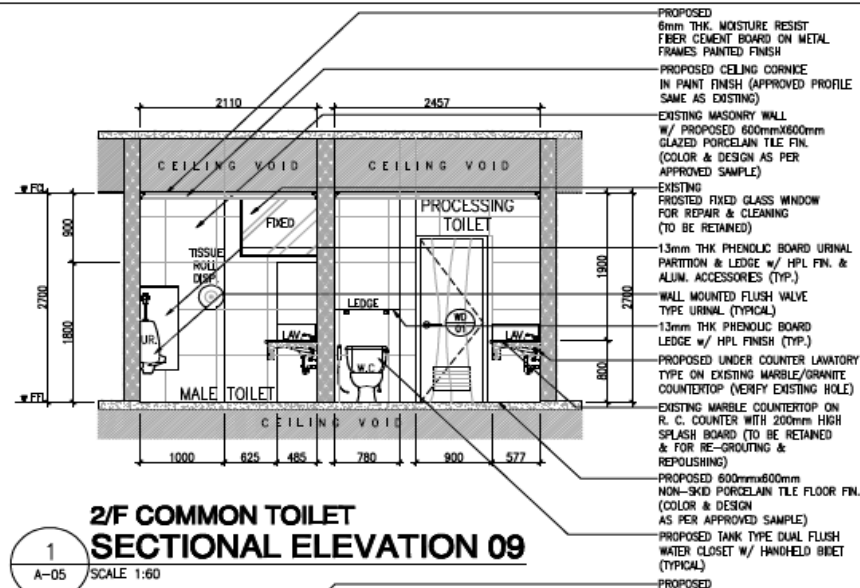 PROPOSED
6mm THK. MOISTURE RESIST
FIBER CEMENT BOARD ON METAL
FRAMES PAINTED FINISH
PROPOSED CEILING CORNICE
IN PAINT FINISH (APPROVED PROFILE
SAME AS EXISTING)
EXISTING MASONRY WALL
W/ PROPOSED 600mmX600mm
GLAZED PORCELAIN TILE FIN.
(COLOR & DESIGN AS PER
APPROVED SAMPLE)
EXISTING
FROSTED FIXED GLASS WINDOW
FOR REPAIR & CLEANING
(TO BE RETAINED)
13mm THK PHENOLIC BOARD URINAL
PARTITION & LEDGE w/ HPL FIN. &
ALUM. ACCESSORIES (TYP.)
WALL MOUNTED FLUSH VALVE
TYPE URINAL (TYPICAL)
13mm THK PHENOLIC BOARD
LEDGE w/ HPL FINISH (TYP.)
PROPOSED UNDER COUNTER LAVATORY
TYPE ON EXISTING MARBLE/GRANITE
COUNTERTOP (VERIFY EXISTING HOLE)
EXISTING MARBLE COUNTERTOP ON
R. C. COUNTER WITH 200mm HIGH
SPLASH BOARD (TO BE RETAINED
& FOR RE-GROUTING &
REPOLISHING)
PROPOSED 600mmx600mm
NON-SKID PORCELAIN TILE FLOOR FIN.
(COLOR & DESIGN
AS PER APPROVED SAMPLE)
PROPOSED TANK TYPE DUAL FLUSH
WATER CLOSET W/ HANDHELD BIDET
(TYPICAL)
PROPOSED
2110
2457
CEILING VOID
CEILING VOID
FCL
900
2700
1800
FFL
FIXED
TISSUE
ROLL
DISP.
UR.
LAV.
MALE TOILET
PROCESSING
TOILET
LEDGE
W.C.
WD
01
LAV.
1900
2700
800
CEILING VOID
1000
625
485
780
900
577
2/F COMMON TOILET
SECTIONAL ELEVATION 09
1
A-05
SCALE 1:60